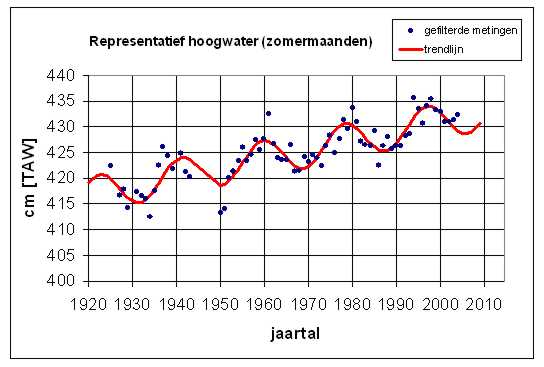 Representatief hoogwater (zomermaanden)
gefilterde metingen
trendlijn
440
435
430
425
420
415
410
405
400
cm [TAW]
1920 1930 1940 1950 1960 1970 1980 1990 2000 2010
jaartal